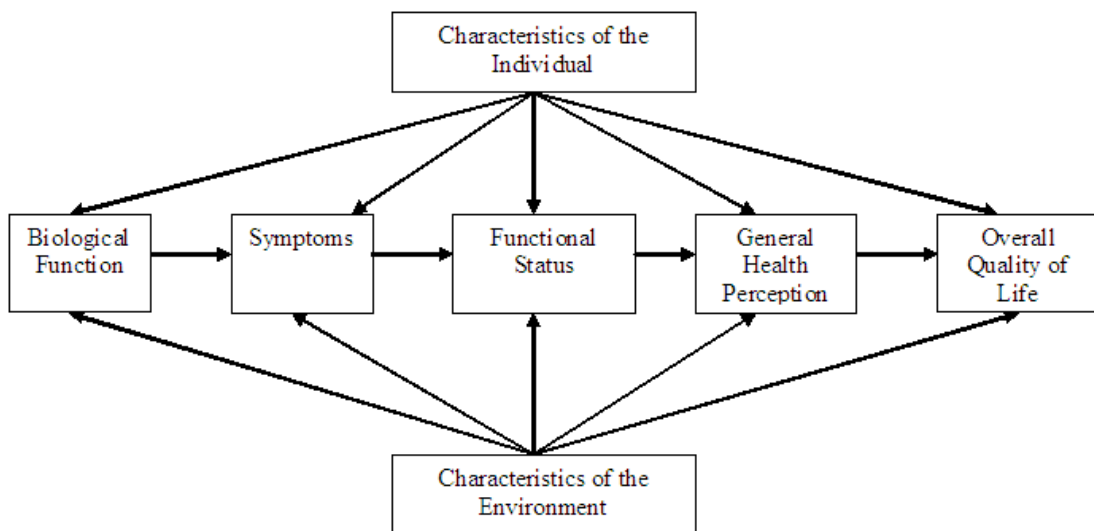 Characteristics of the
Individual
Biological
Function
Symptoms
Functional
Status
General
Health
Perception
Overall
Quality of
Life
Characteristics of the
Environment